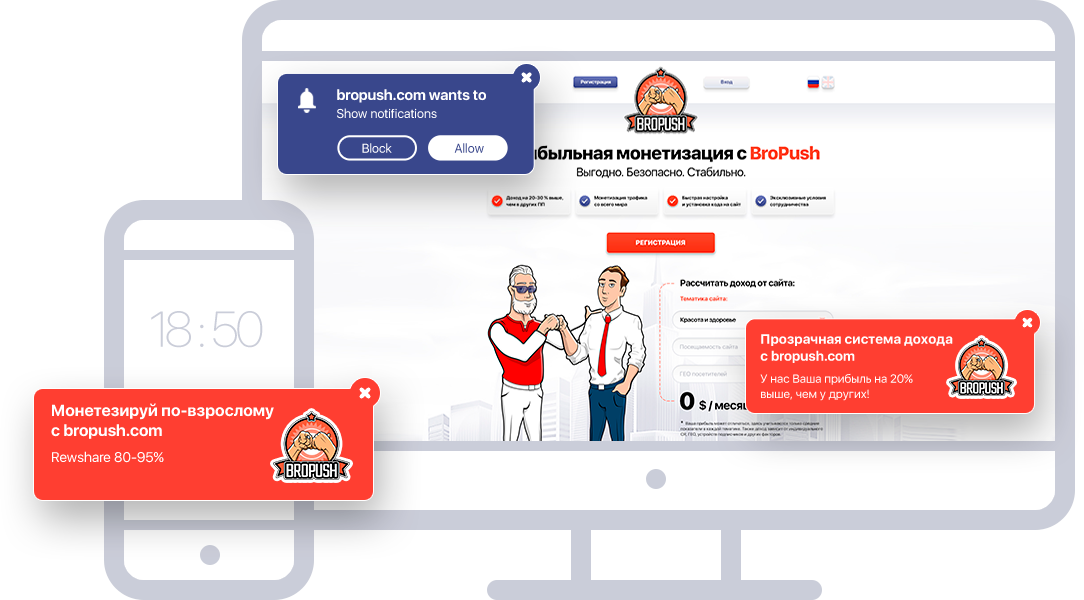 bropush.com wants to
Show notifications
Block
Allow
Регистрация
Вход
BROPUSH
быльная монетизация с BroPush
Выгодно. Безопасно. Стабильно.
Доход на 20-30 % выше,
чем в других ПП
Монетизация трафика
со всего мира
Быстрая настройка
и установка кода на сайт
Эксклюзивные условия
сотрудничества
РЕГИСТРАЦИЯ
Рассчитать доход от сайта:
Тематика сайта:
Красота и здоровье
Посещаемость сайта
ГЕО посетителей
0 $ / месяц
18:50
Прозрачная система дохода
с bropush.com
У нас Ваша прибыль на 20%
выше, чем у других!
BROPUSH
Монетезируй по-взрослому
с bropush.com
Rewshare 80-95%
BROPUSH